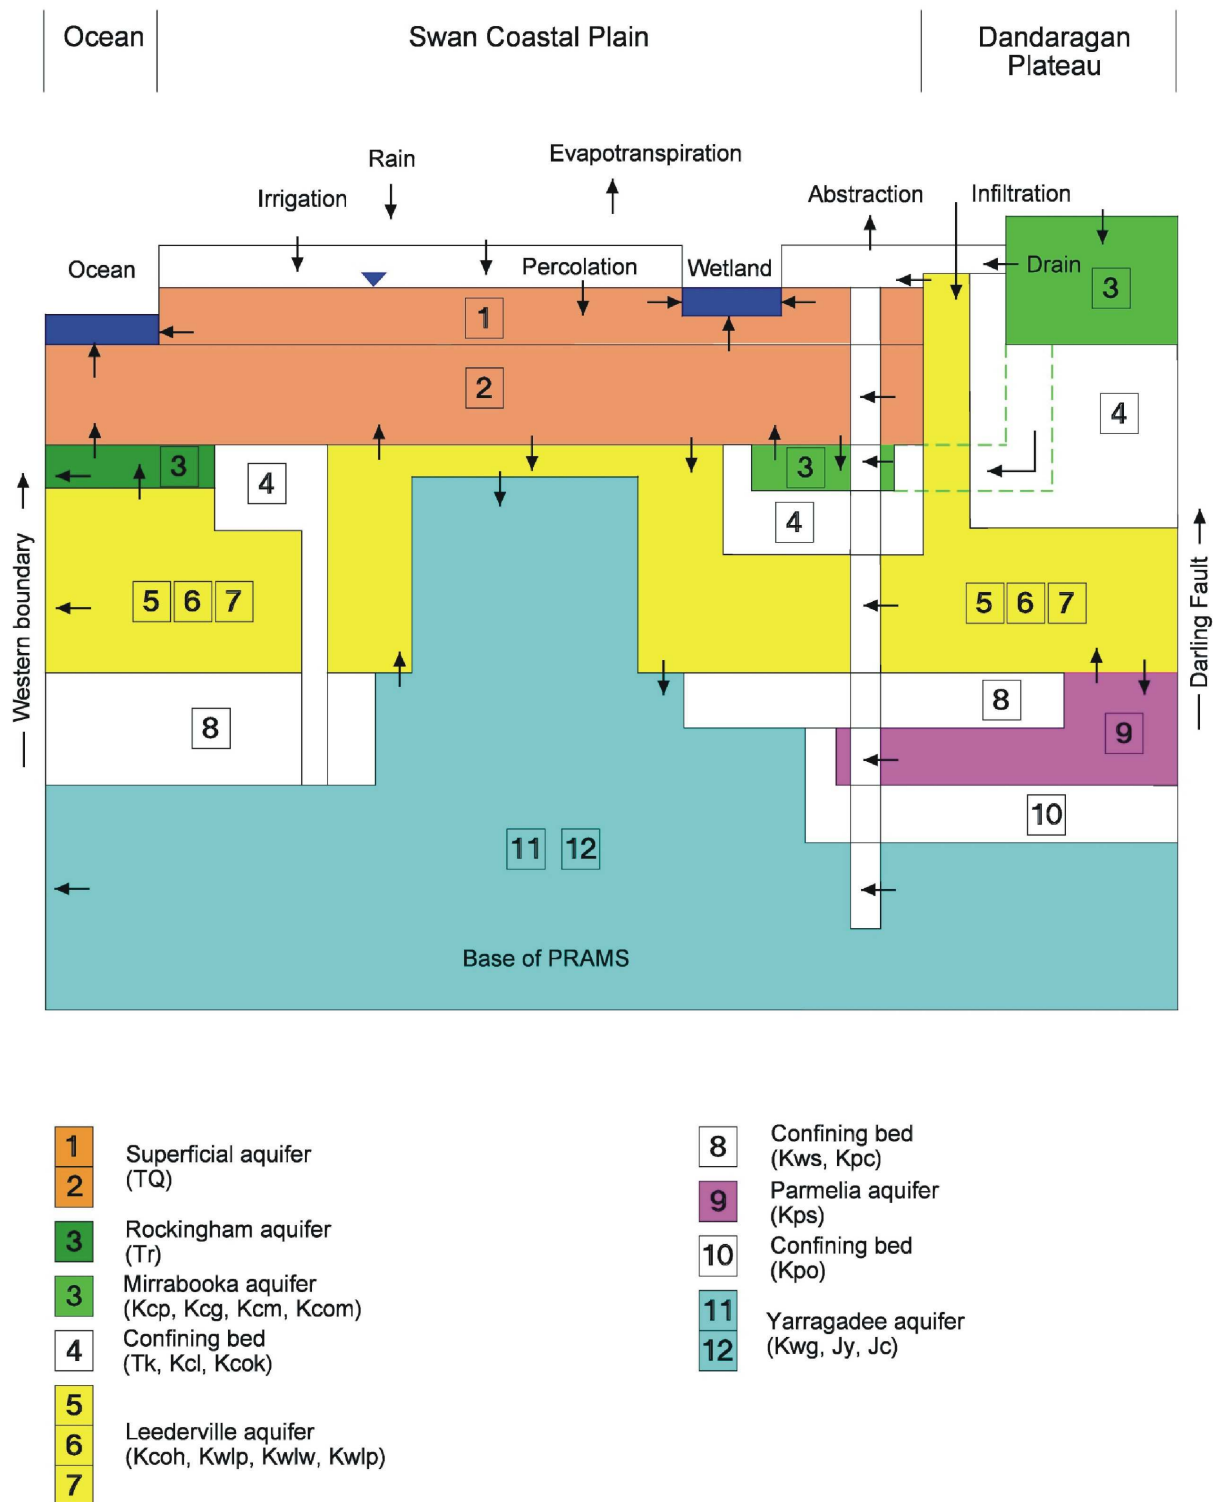 Ocean
Swan Coastal Plain
Dandaragan
Plateau
Rain
Evapotranspiration
Irrigation
Abstraction
Infiltration
Ocean
Percolation
Wetland
Drain
3
1
2
4
3
4
3
4
Western boundary
5 6 7
5 6 7
Darling Fault
8
8
9
10
11 12
Base of PRAMS
1
2
Superficial aquifer
(TQ)
3
Rockingham aquifer
(Tr)
3
Mirrabooka aquifer
(Kcp, Kcg, Kcm, Kcom)
4
Confining bed
(Tk, Kcl, Kcok)
5
6
7
Leederville aquifer
(Kcoh, Kwlp, Kwlw, Kwlp)
8
Confining bed
(Kws, Kpc)
9
Parmelia aquifer
(Kps)
10
Confining bed
(Kpo)
11
12
Yarragadee aquifer
(Kwg, Jy, Jc)